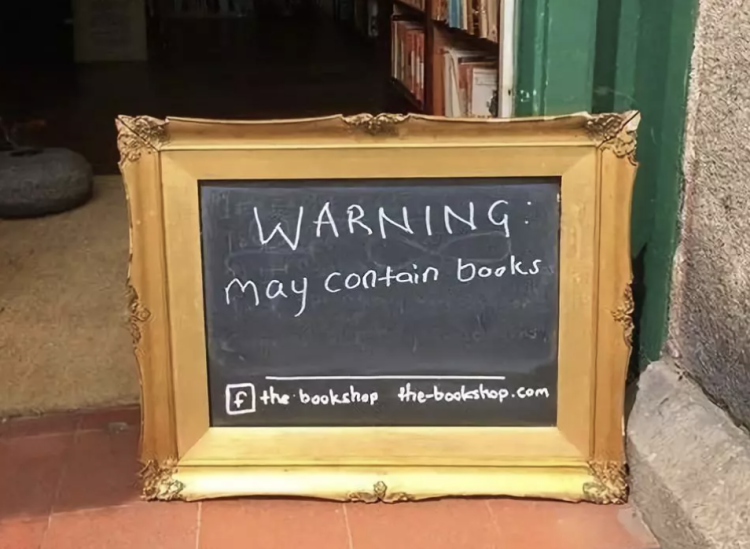 WARNING:
may contain books
f the bookshop the-bookshop.com